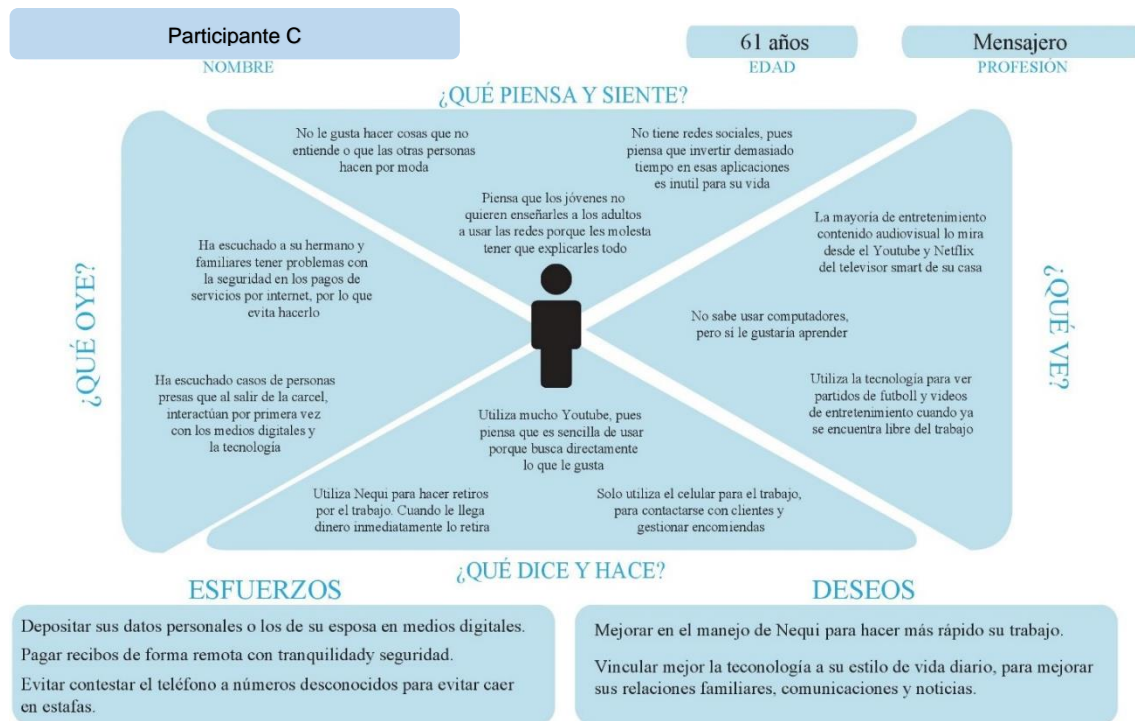 Participante C
61 años
Mensajero
NOMBRE
EDAD
PROFESIÓN
¿QUÉ PIENSA Y SIENTE?
No le gusta hacer cosas que no
entiende o que las otras personas
hacen por moda
No tiene redes sociales, pues
piensa que invertir demasiado
tiempo en esas aplicaciones
es inutil para su vida
Piensa que los jóvenes no
quieren enseñarles a los adultos
a usar las redes porque les molesta
tener que explicarles todo
¿QUÉ OYE?
Ha escuchado a su hermano y
familiares tener problemas con
la seguridad en los pagos de
servicios por internet, por lo que
evita hacerlo
Ha escuchado casos de personas
presas que al salir de la carcel,
interactúan por primera vez
con los medios digitales y
la tecnología
¿QUÉ VE?
La mayoría de entretenimiento
contenido audiovisual lo mira
desde el Youtube y Netflix
del televisor smart de su casa
No sabe usar computadores,
pero sí le gustaría aprender
Utiliza la tecnología para ver
partidos de futboll y videos
de entretenimiento cuando ya
se encuentra libre del trabajo
Utiliza mucho Youtube, pues
piensa que es sencilla de usar
porque busca directamente
lo que le gusta
Utiliza Nequi para hacer retiros
por el trabajo. Cuando le llega
dinero inmediatamente lo retira
Solo utiliza el celular para el trabajo,
para contactarse con clientes y
gestionar encomiendas
¿QUÉ DICE Y HACE?
ESFUERZOS
Depositar sus datos personales o los de su esposa en medios digitales.
Pagar recibos de forma remota con tranquilidady seguridad.
Evitar contestar el teléfono a números desconocidos para evitar caer
en estafas.
DESEOS
Mejorar en el manejo de Nequi para hacer más rápido su trabajo.
Vincular mejor la teconología a su estilo de vida diario, para mejorar
sus relaciones familiares, comunicaciones y noticias.